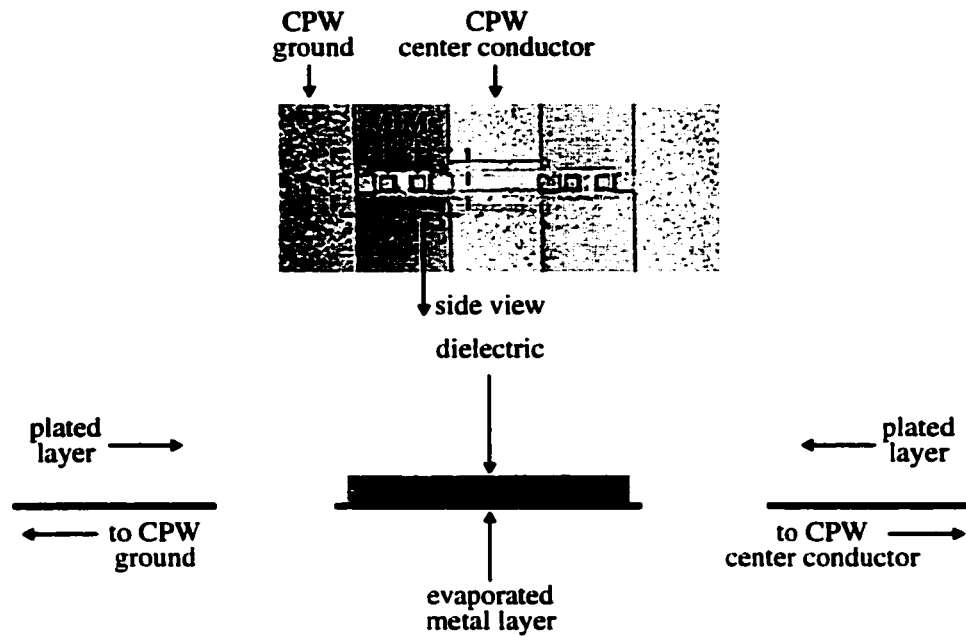 CPW
ground
CPW
center conductor
side view
dielectric
plated
layer
plated
layer
to CPW
ground
to CPW
center conductor
evaporated
metal layer